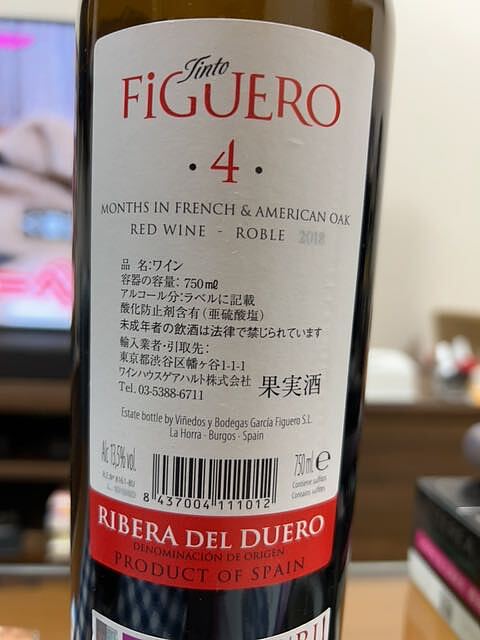 Tinto
FiGUERO
· 4 ·
MONTHS IN FRENCH & AMERICAN OAK
RED WINE - ROBLE 2018
品 名:ワイン
容器の容量: 750㎖
アルコール分:ラベルに記載
酸化防止剤含有(亜硫酸塩)
未成年者の飲酒は法律で禁じられています
輸入業者・引取先:
東京都渋谷区幡ヶ谷1-1-1
ワインハウスゲアハルト株式会社 果実酒
Tel. 03-5388-6711
Estate bottle by Viñedos y Bodegas García Figuero S.L.
La Horra - Burgos - Spain
Alc 13,5% vol.
750 ml e
R.E.Nº 8161-BU
Contiene sulfitos
Contains sulfites
8 437004 111012
RIBERA DEL DUERO
DENOMINACIÓN DE ORIGEN
PRODUCT OF SPAIN